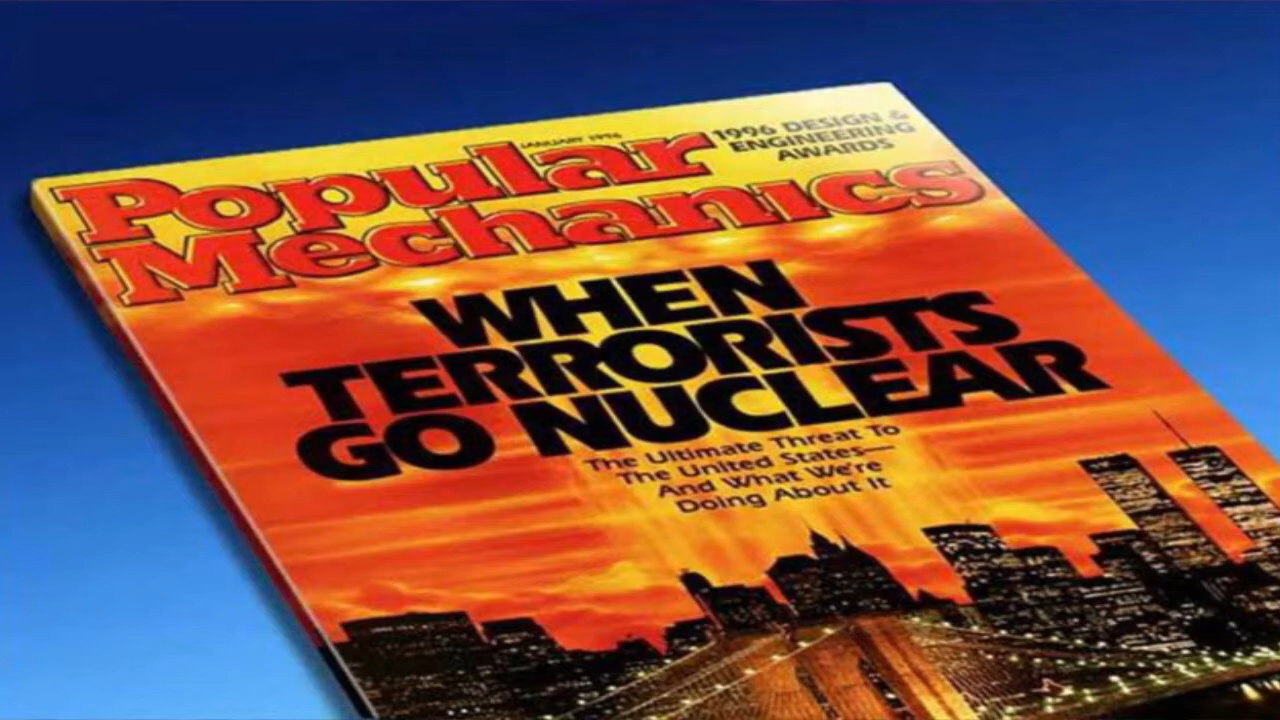 JANUARY 1996
Popular
Mechanics
1996 DESIGN &
ENGINEERING
AWARDS
WHEN
TERRORISTS
GO NUCLEAR
The Ultimate Threat To
The United States—
And What We're
Doing About It